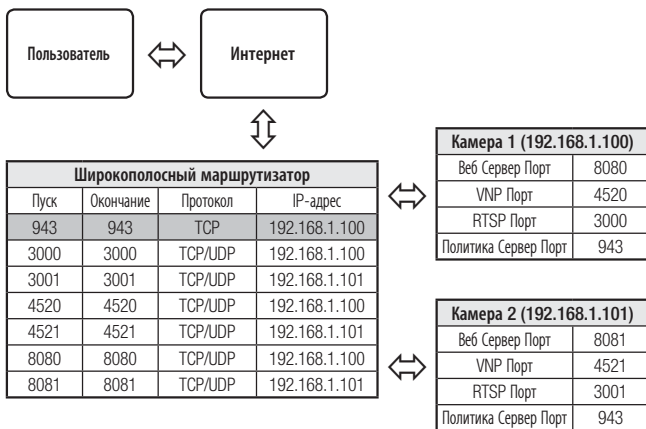 Пользователь
Интернет
Широкополосный маршрутизатор
Пуск Окончание Протокол IP-адрес
943 943 TCP 192.168.1.100
3000 3000 TCP/UDP 192.168.1.100
3001 3001 TCP/UDP 192.168.1.101
4520 4520 TCP/UDP 192.168.1.100
4521 4521 TCP/UDP 192.168.1.101
8080 8080 TCP/UDP 192.168.1.100
8081 8081 TCP/UDP 192.168.1.101
Камера 1 (192.168.1.100)
Веб Сервер Порт 8080
VNP Порт 4520
RTSP Порт 3000
Политика Сервер Порт 943
Камера 2 (192.168.1.101)
Веб Сервер Порт 8081
VNP Порт 4521
RTSP Порт 3001
Политика Сервер Порт 943